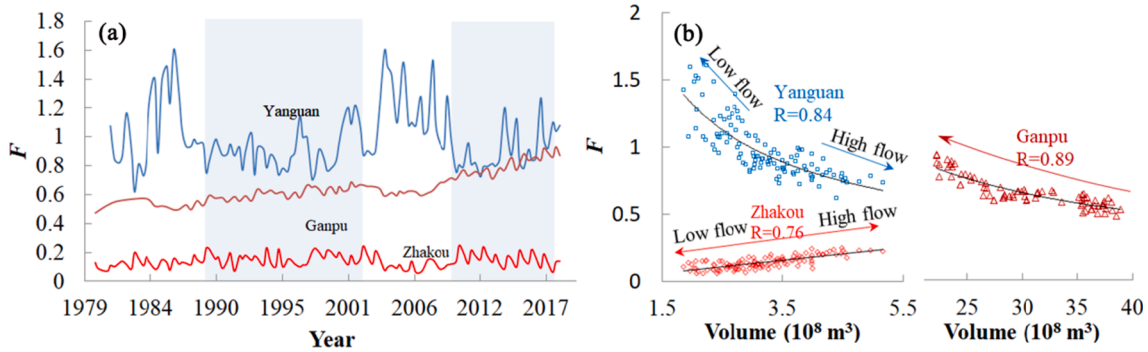 (a)
F
1.8
1.6
1.4
1.2
1
0.8
0.6
0.4
0.2
0
Yanguan
Ganpu
Zhakou
1979
1984
1990
1995
2001
2006
2012
2017
Year
(b)
F
2
1.5
1
0.5
0
Low flow
Yanguan
R=0.84
High flow
Zhakou
R=0.76
Low flow
High flow
1.5
3.5
5.5
Volume (10⁸ m³)
Ganpu
R=0.89
25
30
35
40
Volume (10⁸ m³)